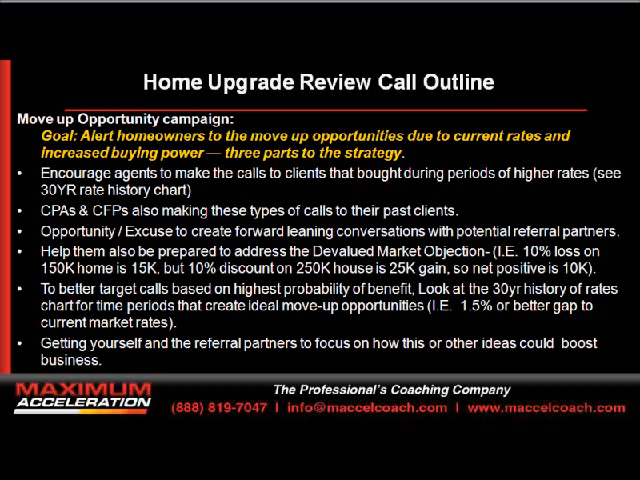 Home Upgrade Review Call Outline
Move up Opportunity campaign:
Goal: Alert homeowners to the move up opportunities due to current rates and
increased buying power — three parts to the strategy.
• Encourage agents to make the calls to clients that bought during periods of higher rates (see
30YR rate history chart)
• CPAs & CFPs also making these types of calls to their past clients.
• Opportunity / Excuse to create forward leaning conversations with potential referral partners.
• Help them also be prepared to address the Devalued Market Objection- (I.E. 10% loss on
150K home is 15K, but 10% discount on 250K house is 25K gain, so net positive is 10K).
• To better target calls based on highest probability of benefit, Look at the 30yr history of rates
chart for time periods that create ideal move-up opportunities (I.E. 1.5% or better gap to
current market rates).
• Getting yourself and the referral partners to focus on how this or other ideas could boost
business.
MAXIMUM
ACCELERATION
The Professional's Coaching Company
(888) 819-7047 | info@maccelcoach.com | www.maccelcoach.com